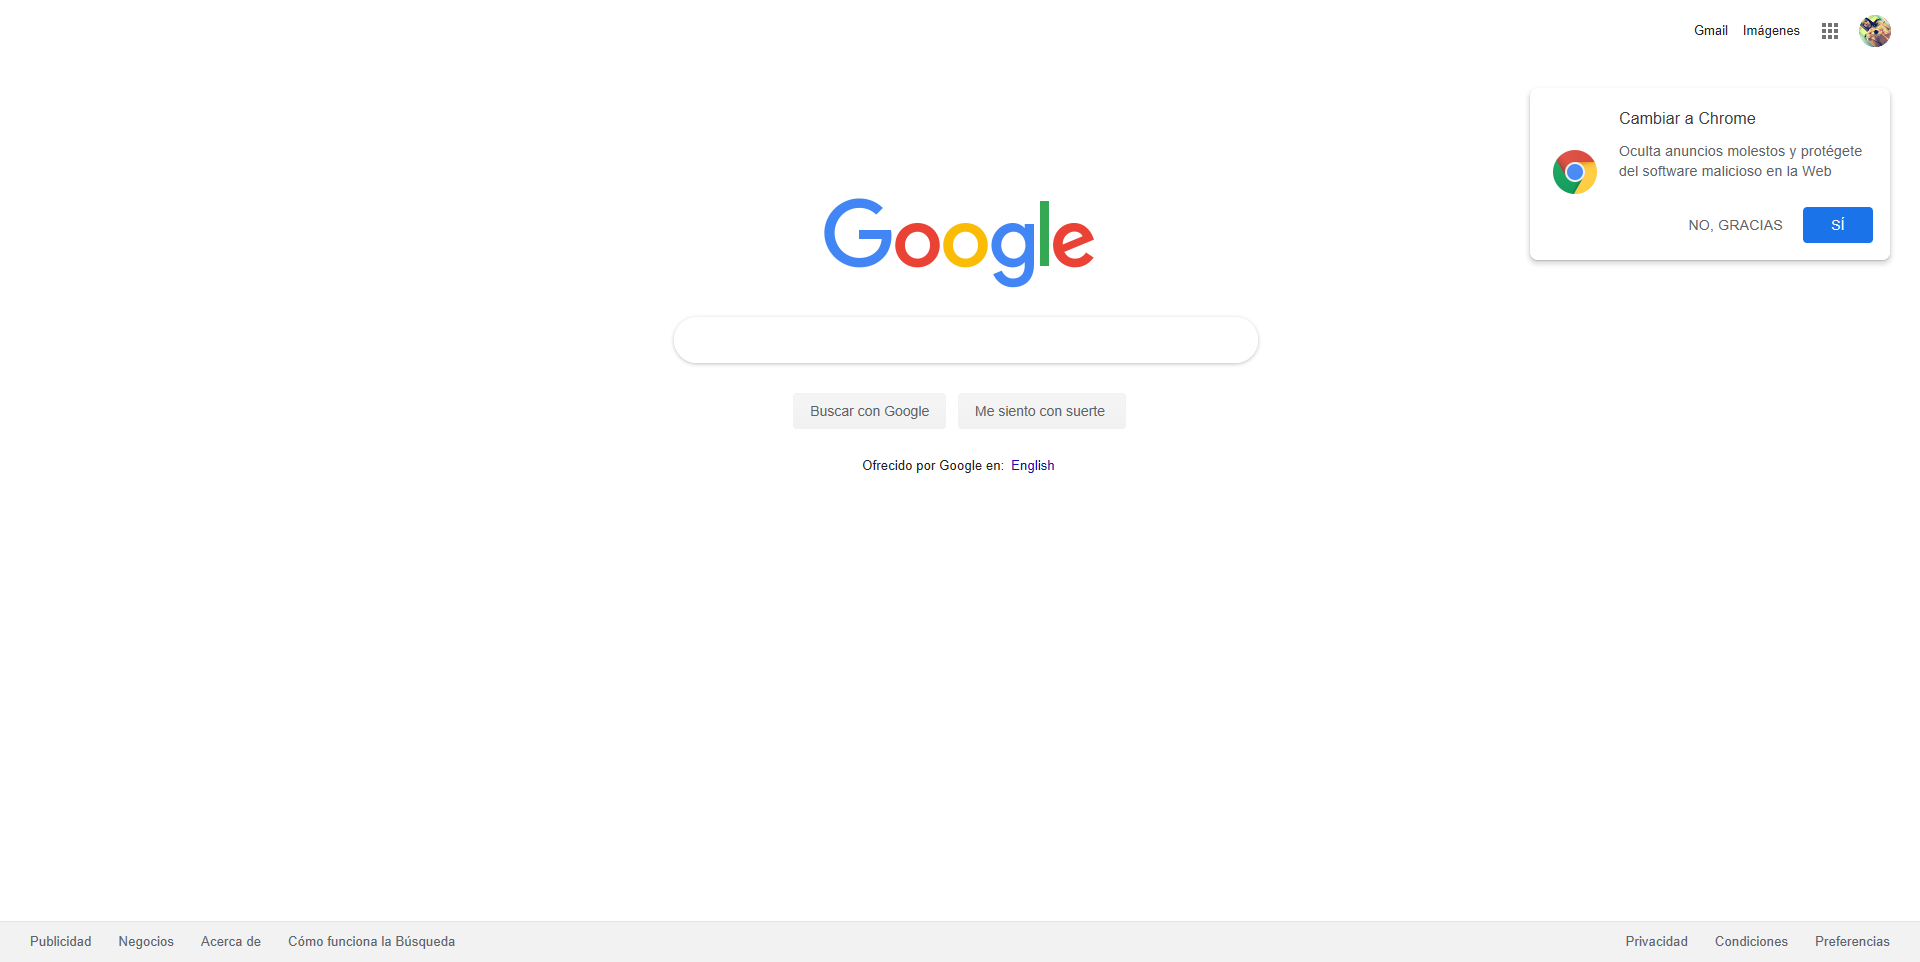 Gmail Imágenes
Cambiar a Chrome
Oculta anuncios molestos y protégete
del software malicioso en la Web
NO, GRACIAS SÍ
Google
Buscar con Google Me siento con suerte
Ofrecido por Google en: English
Publicidad Negocios Acerca de Cómo funciona la Búsqueda Privacidad Condiciones Preferencias